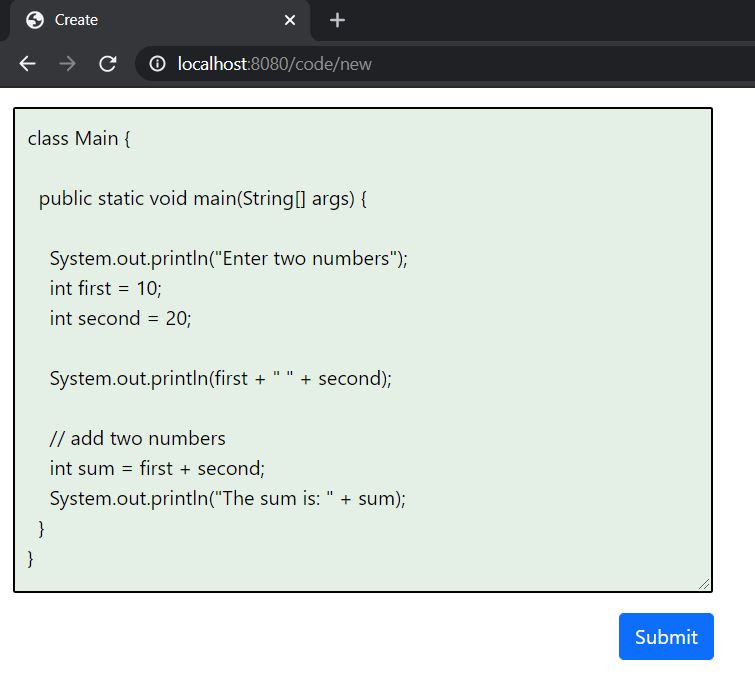 Create
localhost:8080/code/new
class Main {
public static void main(String[] args) {
System.out.println("Enter two numbers");
int first = 10;
int second = 20;
System.out.println(first + " " + second);
// add two numbers
int sum = first + second;
System.out.println("The sum is: " + sum);
}
}
Submit